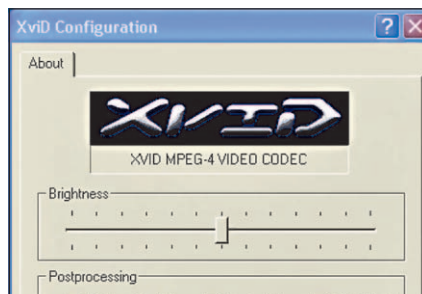 XviD Configuration
About
XVID
XVID MPEG-4 VIDEO CODEC
Brightness
Postprocessing